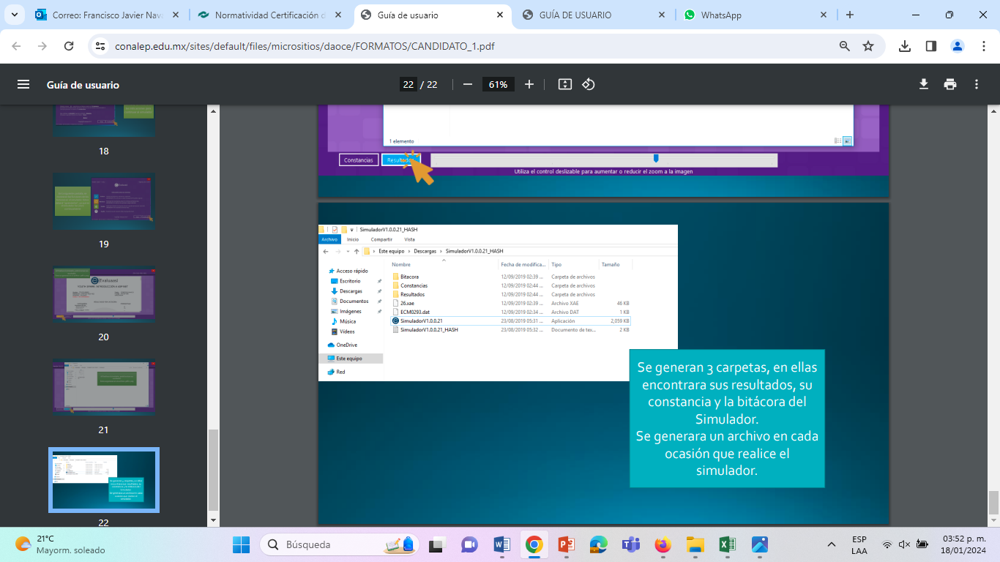 Correo: Francisco Javier Nava
Normatividad Certificación d
Guía de usuario
GUÍA DE USUARIO
WhatsApp
conalep.edu.mx/sites/default/files/micrositios/daoce/FORMATOS/CANDIDATO_1.pdf
Guía de usuario
22 / 22
61%
18
19
20
21
22
1 elemento
Constancias
Resultados
Utiliza el control deslizable para aumentar o reducir el zoom a la imagen
SimuladorV1.0.0.21_HASH
Archivo Inicio Compartir Vista
Este equipo > Descargas > SimuladorV1.0.0.21_HASH
Nombre Fecha de modifica... Tipo Tamaño
Acceso rápido
Escritorio
Descargas
Documentos
Imágenes
Música
Vídeos
OneDrive
Este equipo
Red
Bitacora 12/09/2019 02:39 ... Carpeta de archivos
Constancias 12/09/2019 02:44 ... Carpeta de archivos
Resultados 12/09/2019 02:44 ... Carpeta de archivos
26.xae 12/09/2019 02:39 ... Archivo XAE 46 KB
ECM0293.dat 12/09/2019 02:34 ... Archivo DAT 1 KB
SimuladorV1.0.0.21 23/08/2019 05:31 ... Aplicación 2,059 KB
SimuladorV1.0.0.21_HASH 23/08/2019 05:32 ... Documento de tex... 2 KB
Se generan 3 carpetas, en ellas
encontrara sus resultados, su
constancia y la bitácora del
Simulador.
Se generara un archivo en cada
ocasión que realice el
simulador.
21°C
Mayorm. soleado
Búsqueda
ESP
LAA
03:52 p. m.
18/01/2024